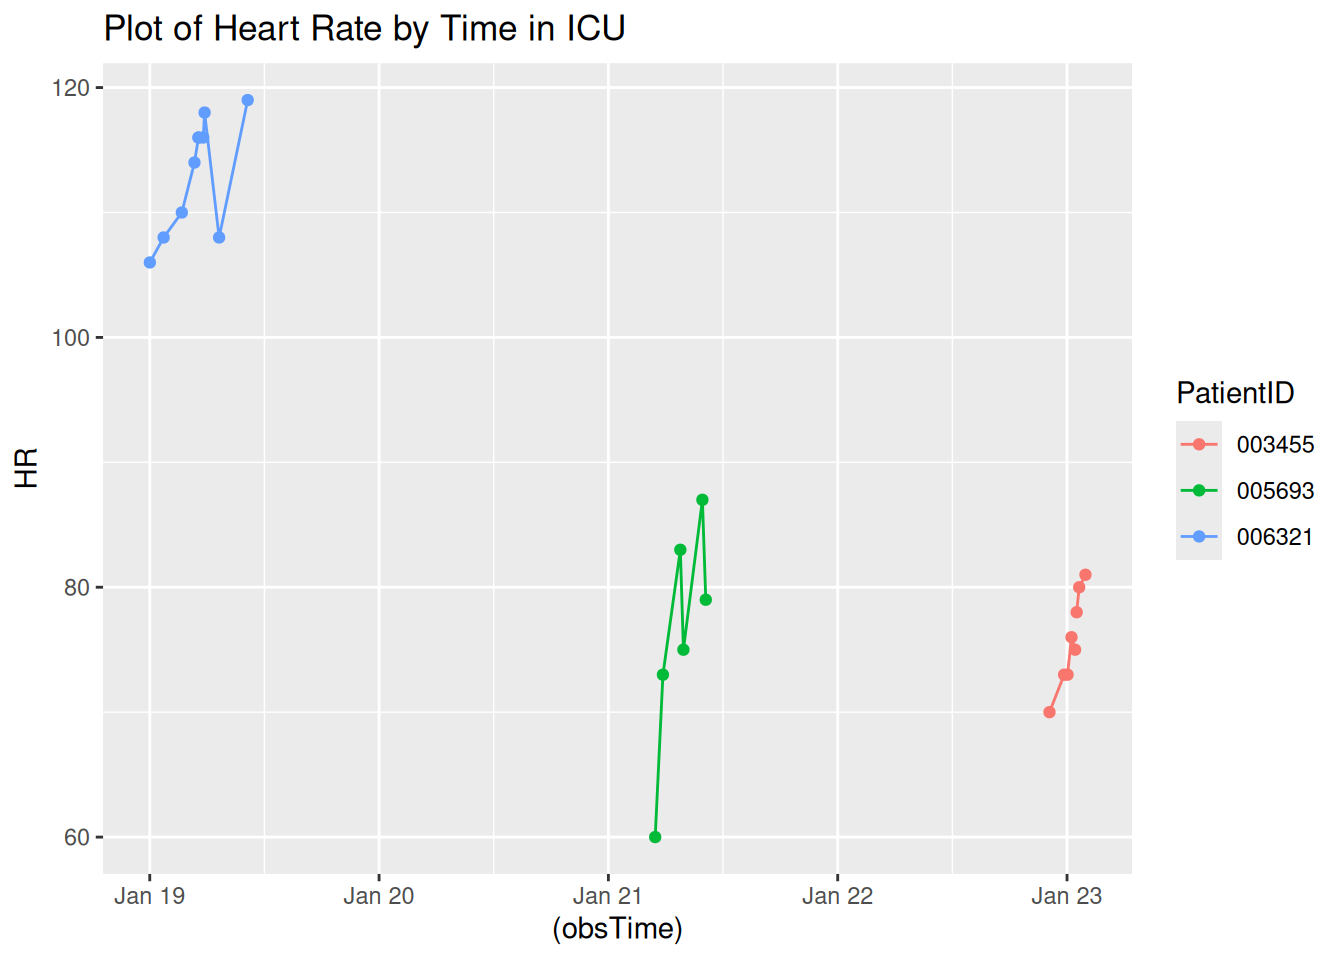 Plot of Heart Rate by Time in ICU
120
100
80
60
HR
Jan 19
Jan 20
Jan 21
Jan 22
Jan 23
(obsTime)
PatientID
003455
005693
006321